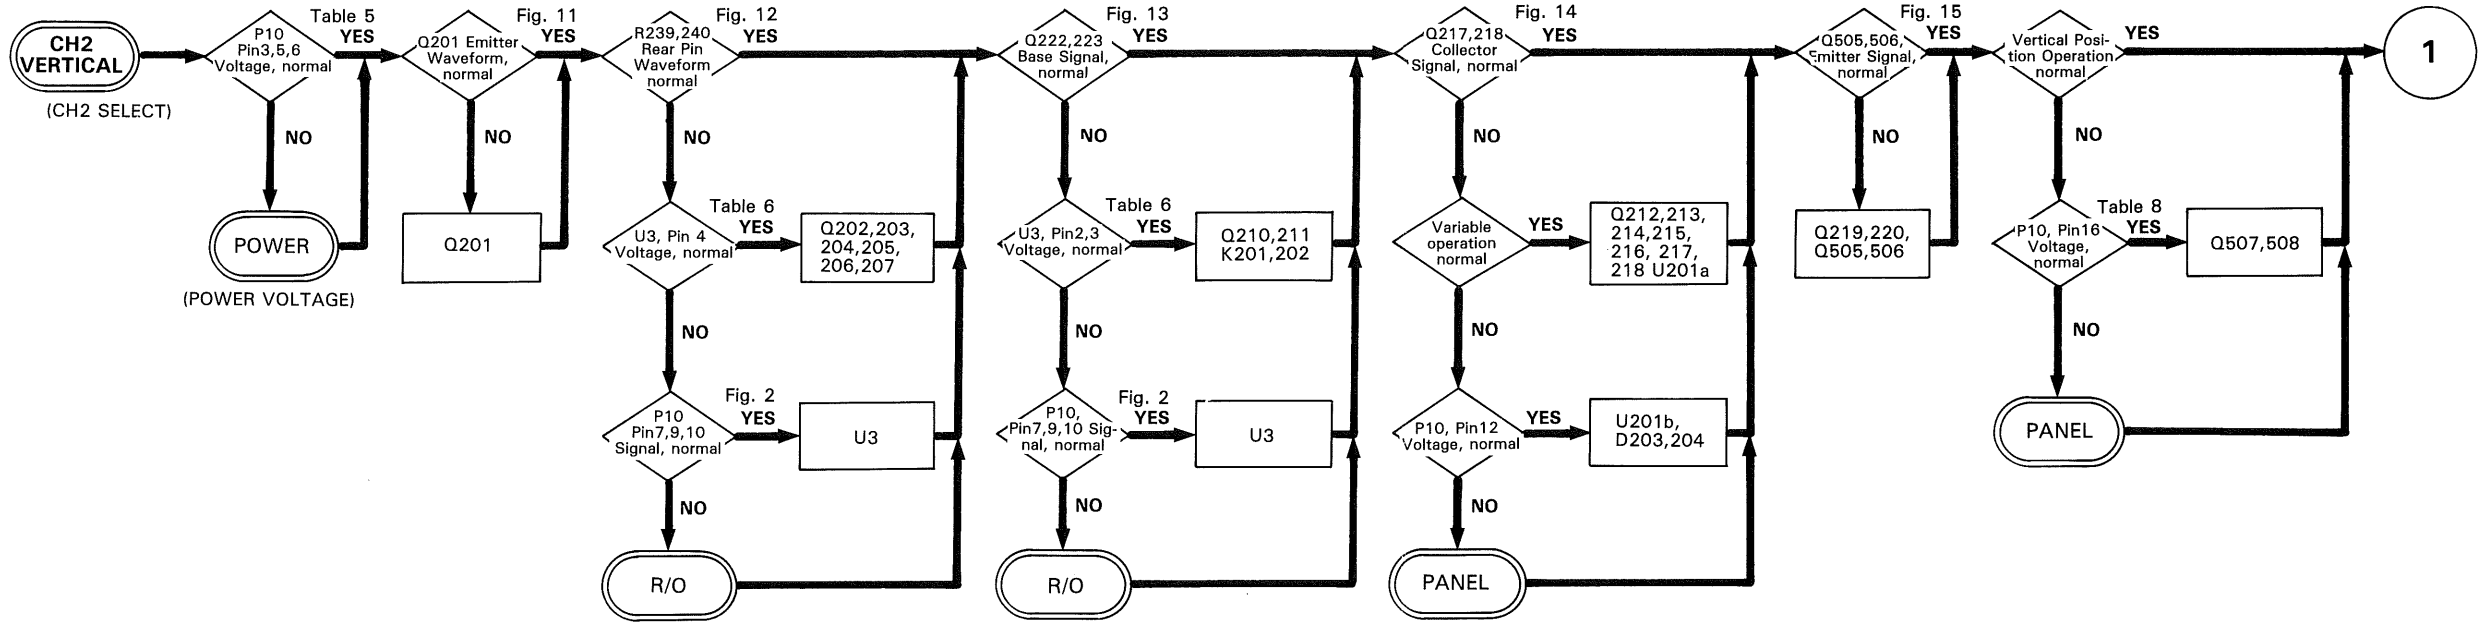 CH2
VERTICAL
(CH2 SELECT)
P10
Pin3,5,6
Voltage, normal
Table 5
YES
NO
POWER
(POWER VOLTAGE)
Q201 Emitter
Waveform,
normal
Fig. 11
YES
NO
Q201
R239,240
Rear Pin
Waveform
normal
Fig. 12
YES
NO
U3, Pin 4
Voltage, normal
Table 6
YES
Q202,203,
204,205,
206,207
NO
P10
Pin7,9,10
Signal, normal
Fig. 2
YES
U3
NO
R/O
Q222,223
Base Signal,
normal
Fig. 13
YES
NO
U3, Pin2,3
Voltage, normal
Table 6
YES
Q210,211
K201,202
NO
P10,
Pin7,9,10 Sig-
nal, normal
Fig. 2
YES
U3
NO
R/O
Q217,218
Collector
Signal, normal
Fig. 14
YES
NO
Variable
operation
normal
YES
Q212,213,
214,215,
216, 217,
218 U201a
NO
P10, Pin12
Voltage, normal
YES
U201b,
D203,204
NO
PANEL
Q505,506,
Emitter Signal,
normal
Fig. 15
YES
NO
Q219,220,
Q505,506
Vertical Posi-
tion Operation
normal
YES
NO
P10, Pin16
Voltage,
normal
Table 8
YES
Q507,508
NO
PANEL
1